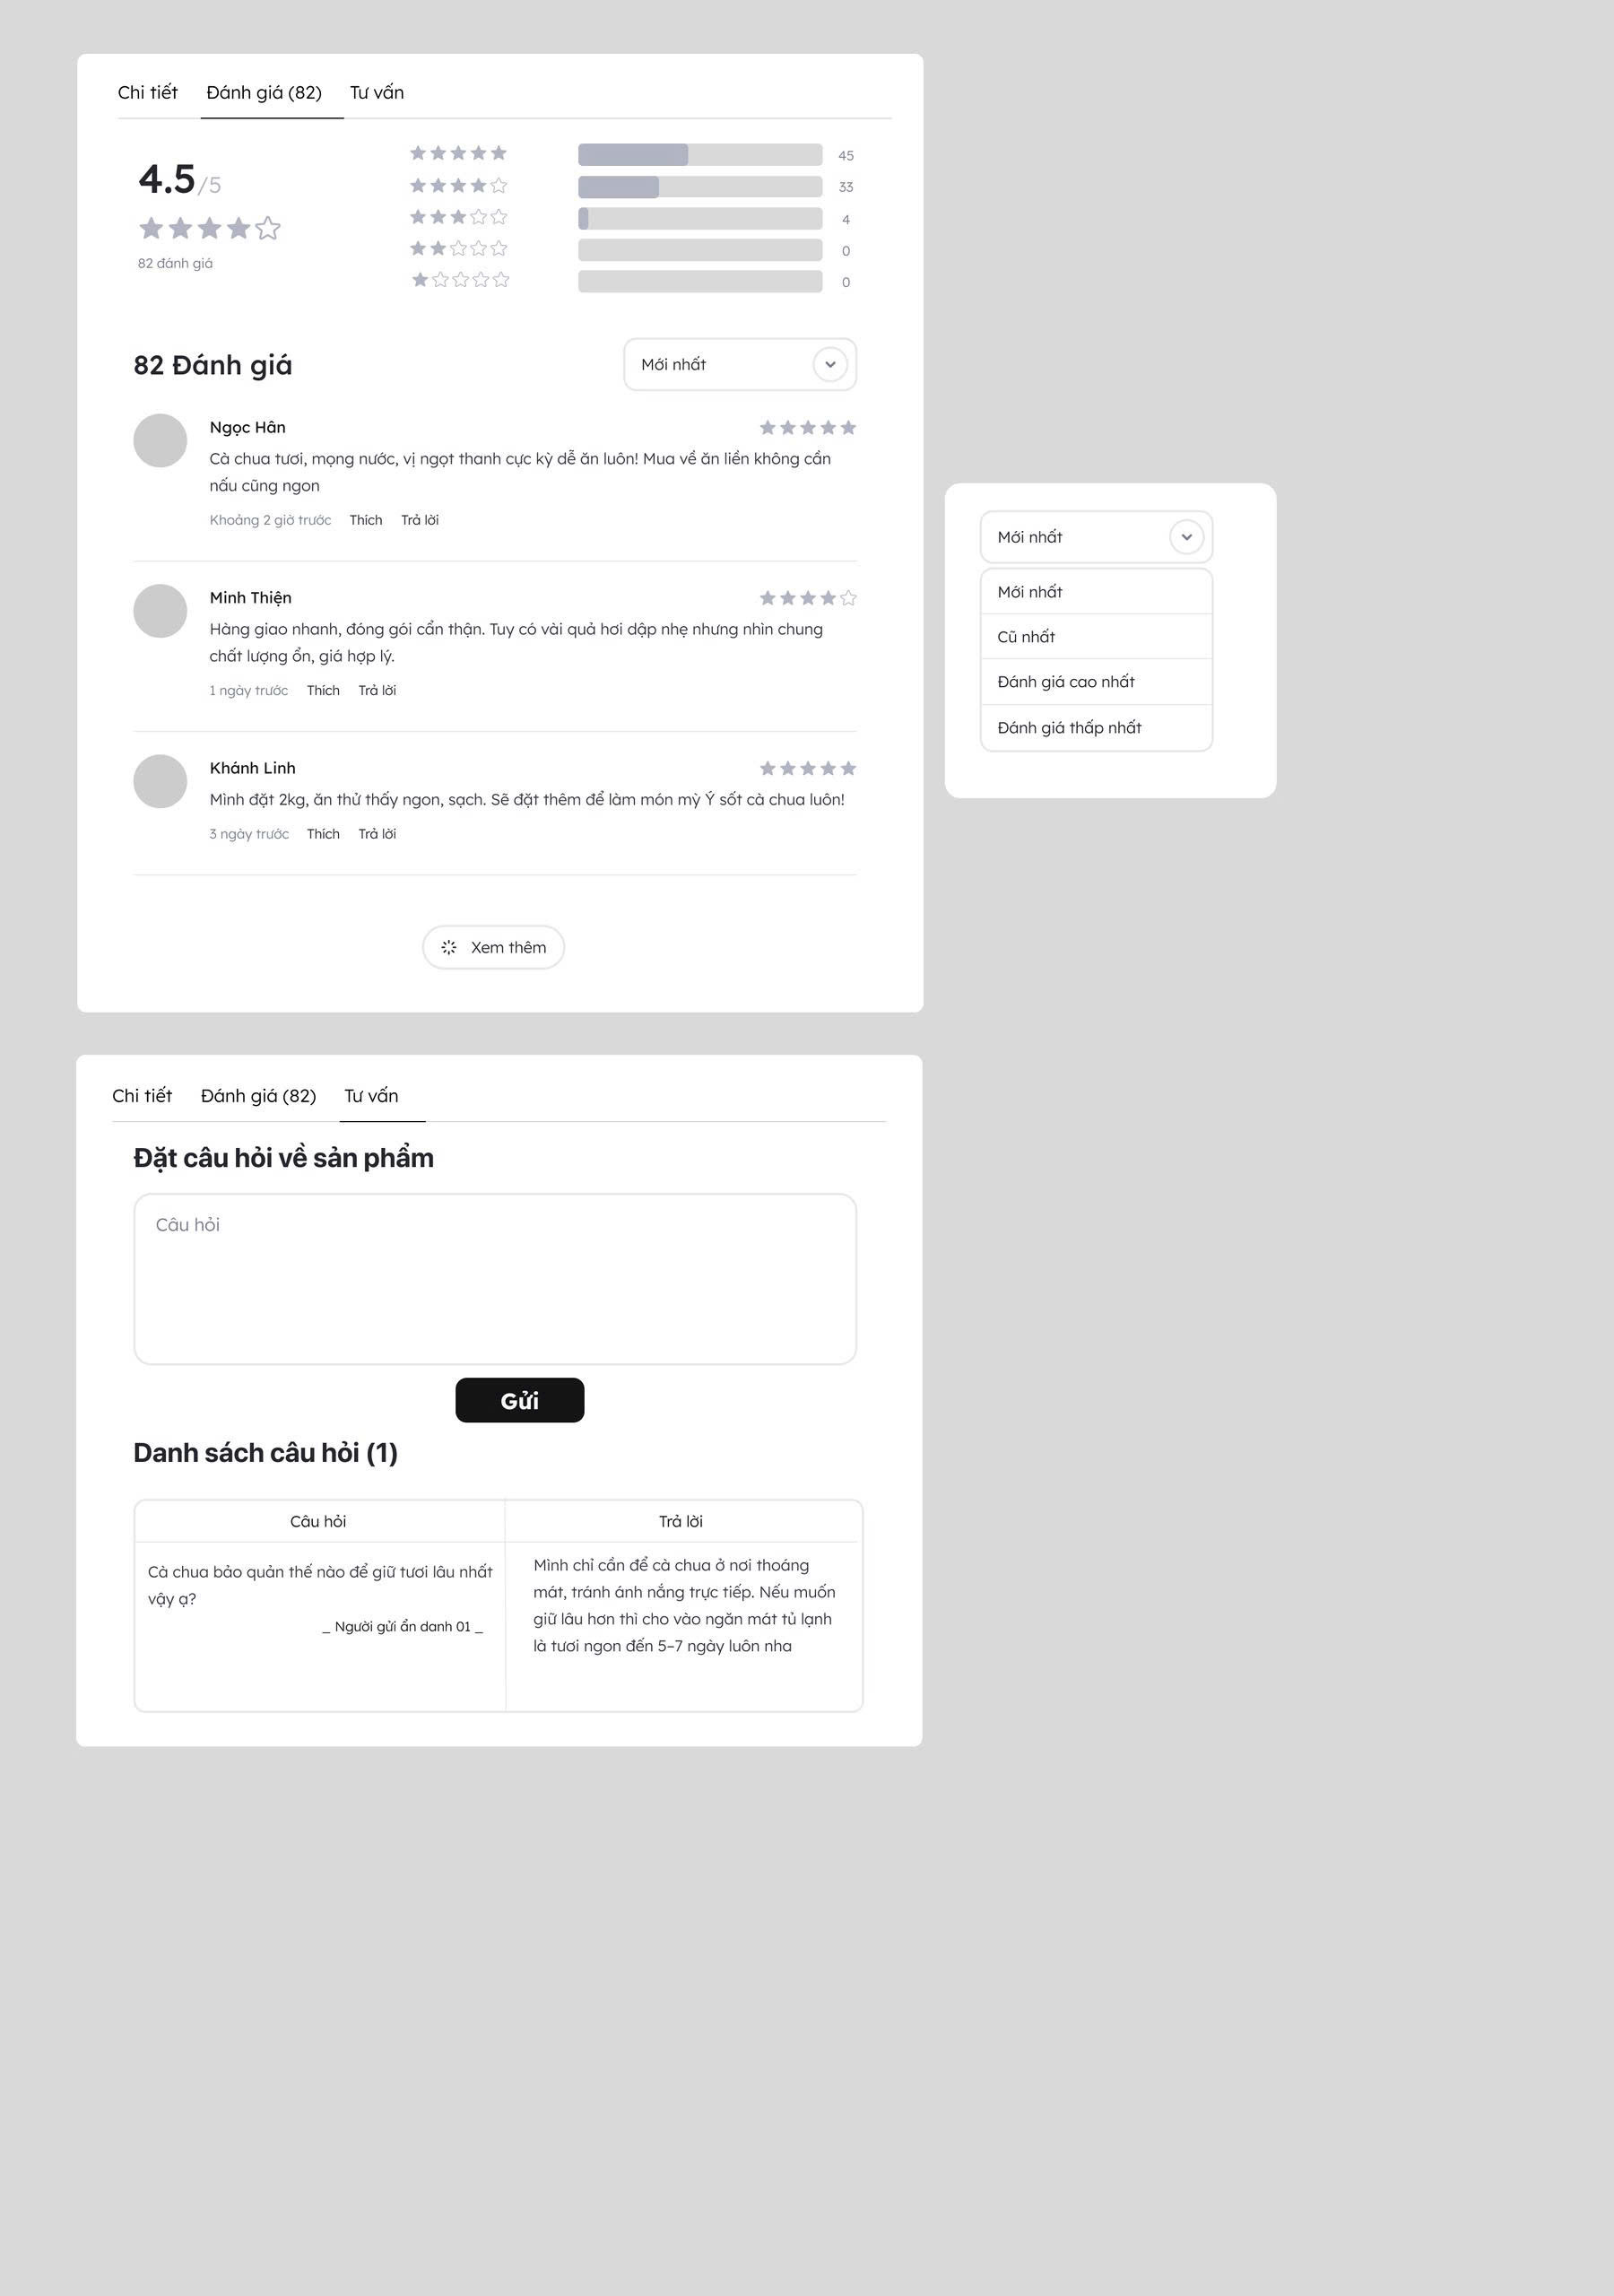 Chi tiết Đánh giá (82) Tư vấn
4.5/5
82 đánh giá
45
33
4
0
0
82 Đánh giá
Mới nhất
Ngọc Hân
Cà chua tươi, mọng nước, vị ngọt thanh cực kỳ dễ ăn luôn! Mua về ăn liền không cần
nấu cũng ngon
Khoảng 2 giờ trước Thích Trả lời
Minh Thiện
Hàng giao nhanh, đóng gói cẩn thận. Tuy có vài quả hơi dập nhẹ nhưng nhìn chung
chất lượng ổn, giá hợp lý.
1 ngày trước Thích Trả lời
Khánh Linh
Mình đặt 2kg, ăn thử thấy ngon, sạch. Sẽ đặt thêm để làm món mỳ Ý sốt cà chua luôn!
3 ngày trước Thích Trả lời
Xem thêm
Mới nhất
Mới nhất
Cũ nhất
Đánh giá cao nhất
Đánh giá thấp nhất
Chi tiết Đánh giá (82) Tư vấn
Đặt câu hỏi về sản phẩm
Câu hỏi
Gửi
Danh sách câu hỏi (1)
Câu hỏi Trả lời
Cà chua bảo quản thế nào để giữ tươi lâu nhất
vậy ạ?
_ Người gửi ẩn danh 01 _
Mình chỉ cần để cà chua ở nơi thoáng
mát, tránh ánh nắng trực tiếp. Nếu muốn
giữ lâu hơn thì cho vào ngăn mát tủ lạnh
là tươi ngon đến 5–7 ngày luôn nha